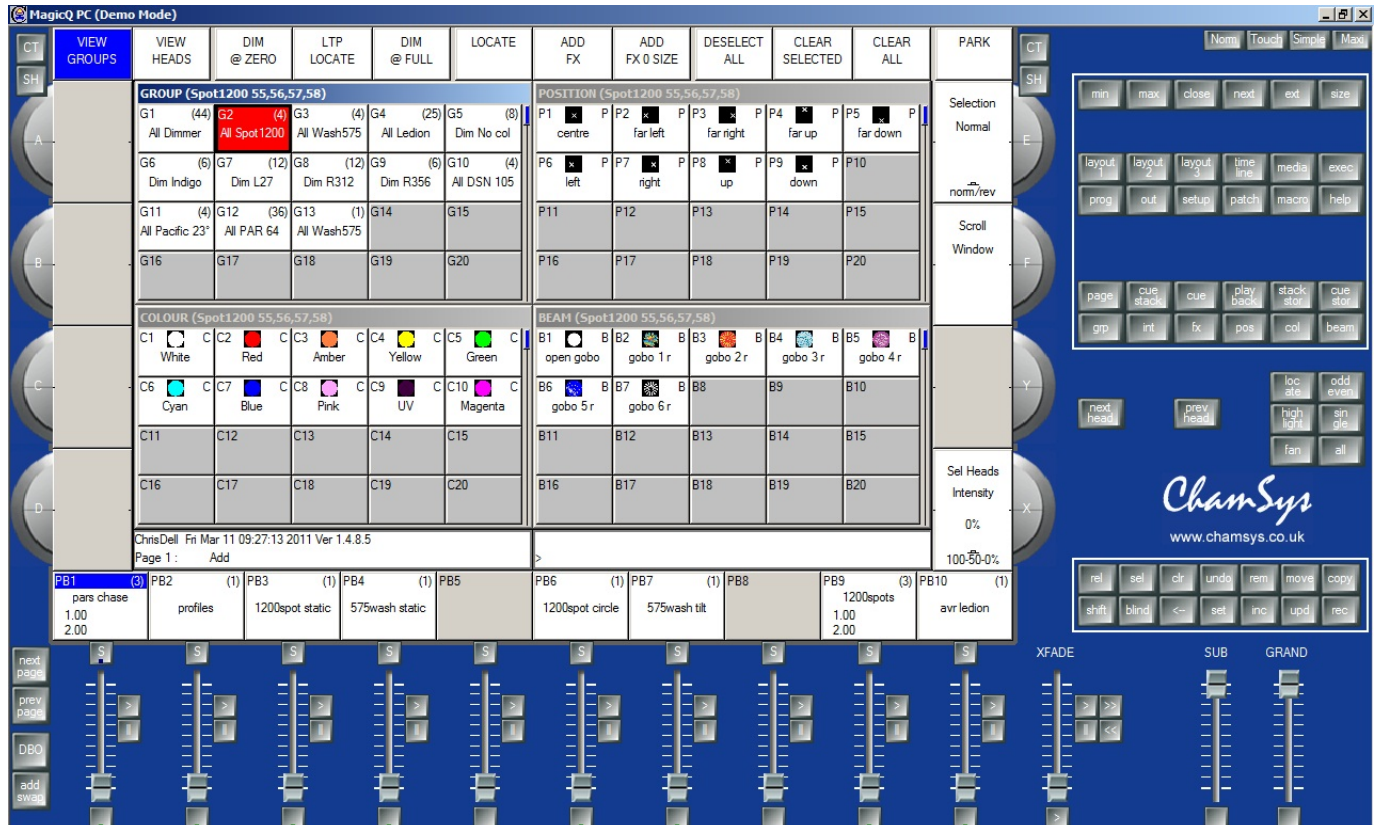 MagicQ PC (Demo Mode)
CT
SH
VIEW GROUPS
VIEW HEADS
DIM @ ZERO
LTP LOCATE
DIM @ FULL
LOCATE
ADD FX
ADD FX 0 SIZE
DESELECT ALL
CLEAR SELECTED
CLEAR ALL
PARK
CT
SH
Norm Touch Simple Maxi
A
B
C
D
GROUP (Spot1200 55,56,57,58)
G1 (44) G2 (4) G3 (4) G4 (25) G5 (8)
All Dimmer All Spot1200 All Wash575 All Ledion Dim No col
G6 (6) G7 (12) G8 (12) G9 (6) G10 (4)
Dim Indigo Dim L27 Dim R312 Dim R356 All DSN 105
G11 (4) G12 (36) G13 (1) G14 G15
All Pacific 23° All PAR 64 All Wash575
G16 G17 G18 G19 G20
POSITION (Spot1200 55,56,57,58)
P1 P P2 P P3 P P4 P P5 P
centre far left far right far up far down
P6 P P7 P P8 P P9 P P10
left right up down
P11 P12 P13 P14 P15
P16 P17 P18 P19 P20
COLOUR (Spot1200 55,56,57,58)
C1 C C2 C C3 C C4 C C5 C
White Red Amber Yellow Green
C6 C C7 C C8 C C9 C C10 C
Cyan Blue Pink UV Magenta
C11 C12 C13 C14 C15
C16 C17 C18 C19 C20
BEAM (Spot1200 55,56,57,58)
B1 B B2 B B3 B B4 B B5 B
open gobo gobo 1 r gobo 2 r gobo 3 r gobo 4 r
B6 B B7 B B8 B9 B10
gobo 5 r gobo 6 r
B11 B12 B13 B14 B15
B16 B17 B18 B19 B20
Selection
Normal
norm/rev
Scroll
Window
Sel Heads
Intensity
0%
100-50-0%
E
F
Y
X
ChrisDell Fri Mar 11 09:27:13 2011 Ver 1.4.8.5
Page 1 : Add
>
PB1 (3) PB2 (1) PB3 (1) PB4 (1) PB5 PB6 (1) PB7 (1) PB8 PB9 (3) PB10 (1)
pars chase profiles 1200spot static 575wash static 1200spot circle 575wash tilt 1200spots avr ledion
1.00 1.00
2.00 2.00
min max close next ext size
layout 1 layout 2 layout 3 time line media exec
prog out setup patch macro help
page cue stack cue play back stack stor cue stor
grp int fx pos col beam
next head
prev head
loc ate odd even
high light sin gle
fan all
ChamSys
www.chamsys.co.uk
rel sel clr undo rem move copy
shift blind <-- set inc upd rec
next page
prev page
DBO
add swap
S S S S S S S S S S
XFADE SUB GRAND
> > > > > > > > > > > >>
|| || || || || || || || || || || <<
>